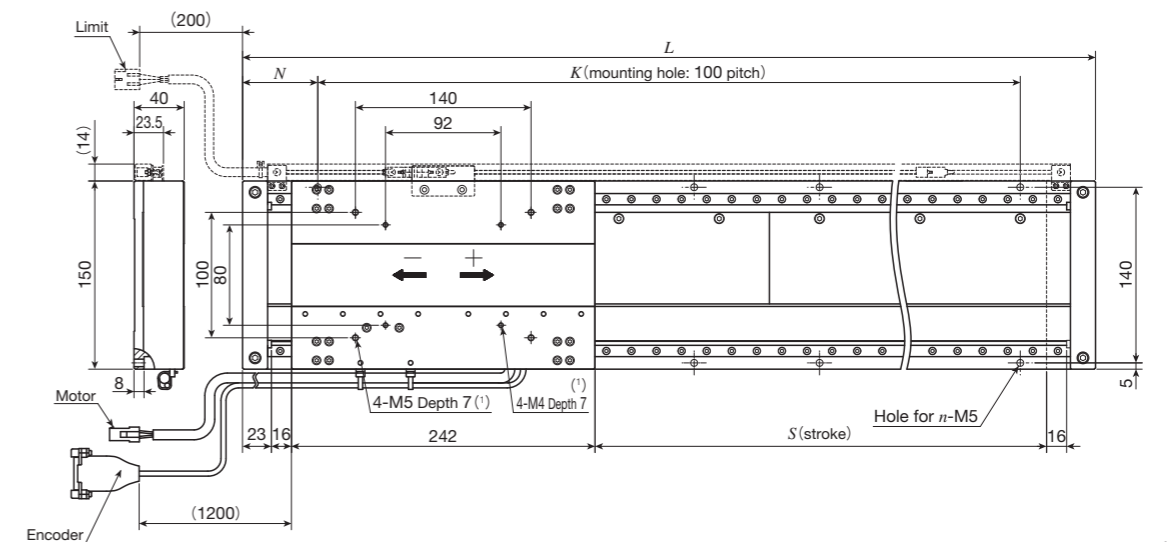 (200)
Limit
L
N
K(mounting hole: 100 pitch)
40
140
23.5
92
(14)
150
100
80
− +
140
8
5
Motor
4-M5 Depth 7(1)
(1)
4-M4 Depth 7
Hole for n-M5
23
16
242
S(stroke)
16
(1200)
Encoder